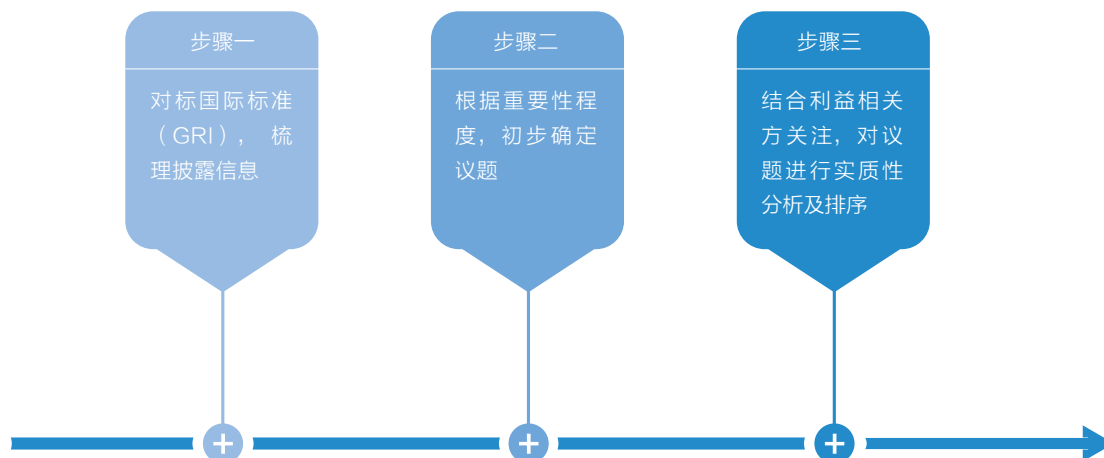 步骤一
对标国际标准
（GRI）， 梳
理披露信息
步骤二
根据重要性程
度，初步确定
议题
步骤三
结合利益相关
方关注，对议
题进行实质性
分析及排序